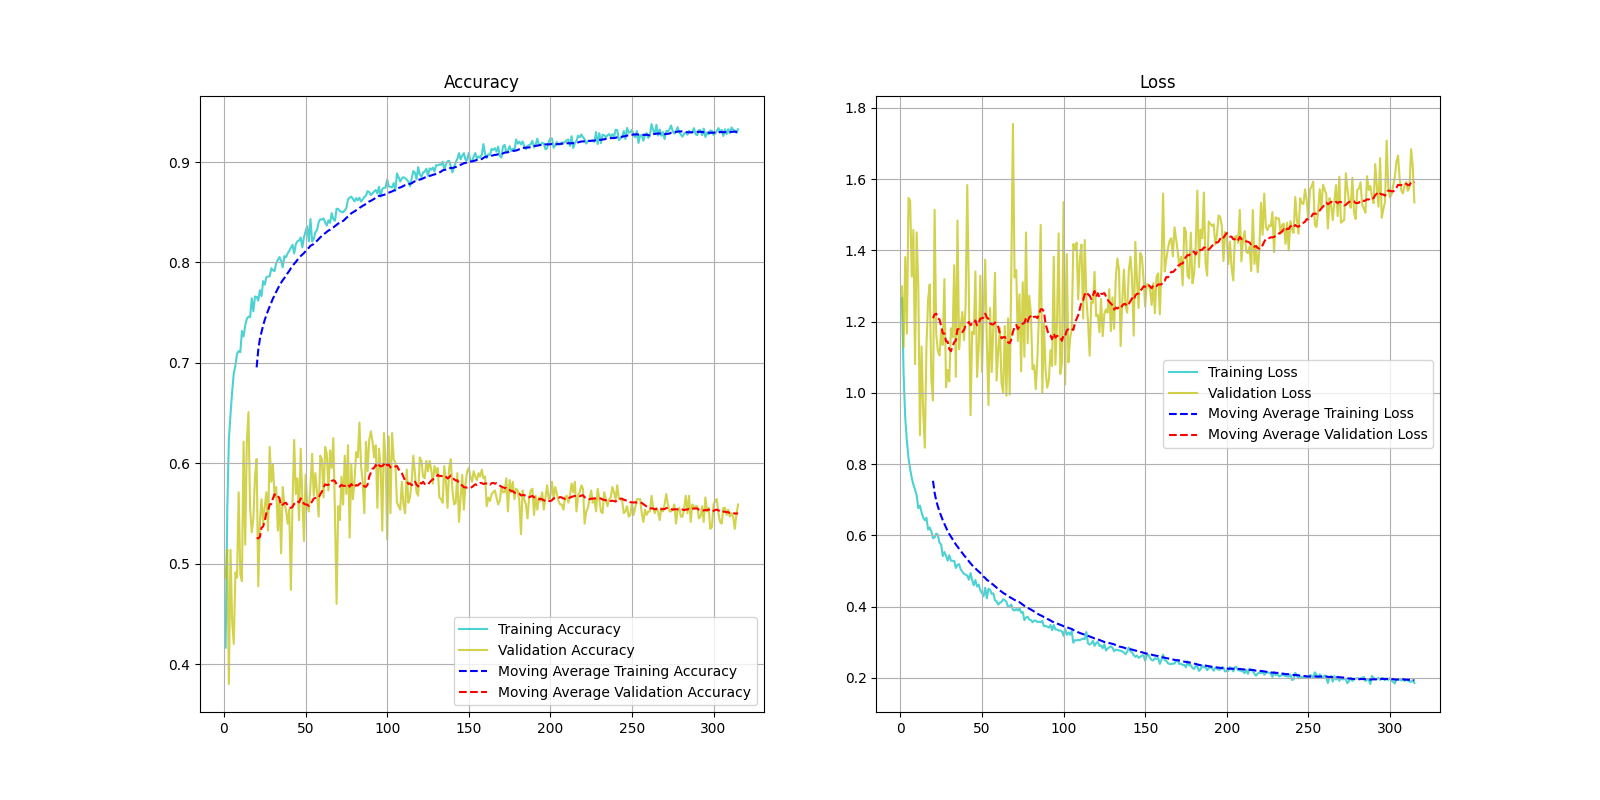 Accuracy
0.9
0.8
0.7
0.6
0.5
0.4
0
50
100
150
200
250
300
Training Accuracy
Validation Accuracy
Moving Average Training Accuracy
Moving Average Validation Accuracy
Loss
1.8
1.6
1.4
1.2
1.0
0.8
0.6
0.4
0.2
0
50
100
150
200
250
300
Training Loss
Validation Loss
Moving Average Training Loss
Moving Average Validation Loss